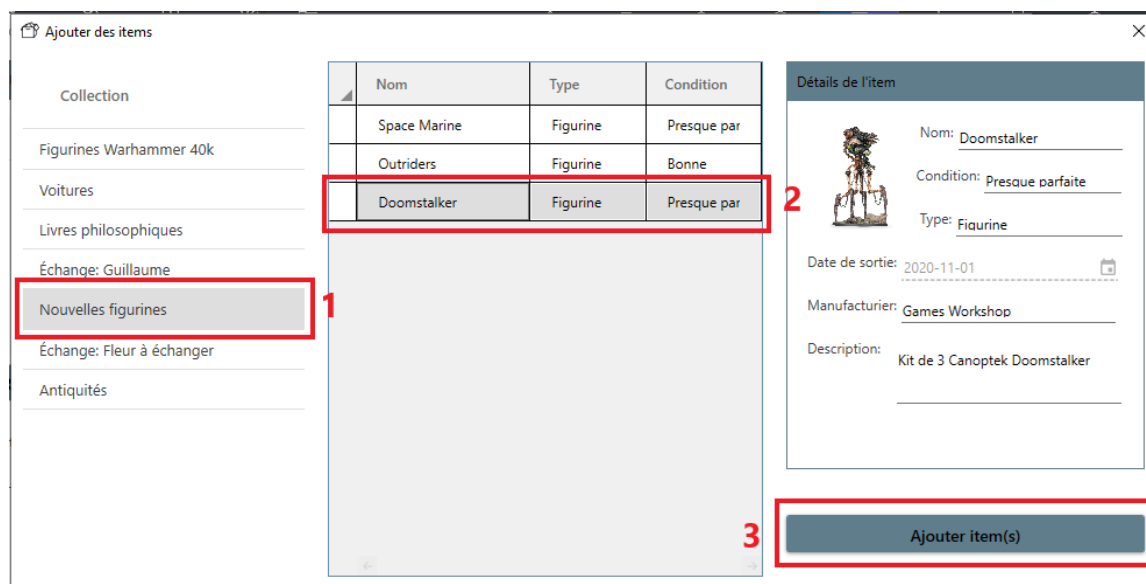 Ajouter des items
Collection
Figurines Warhammer 40k
Voitures
Livres philosophiques
Échange: Guillaume
Nouvelles figurines
Échange: Fleur à échanger
Antiquités
1
Nom Type Condition
Space Marine Figurine Presque par
Outriders Figurine Bonne
Doomstalker Figurine Presque par
2
Détails de l'item
Nom: Doomstalker
Condition: Presque parfaite
Type: Figurine
Date de sortie: 2020-11-01
Manufacturier: Games Workshop
Description: Kit de 3 Canoptek Doomstalker
3
Ajouter item(s)